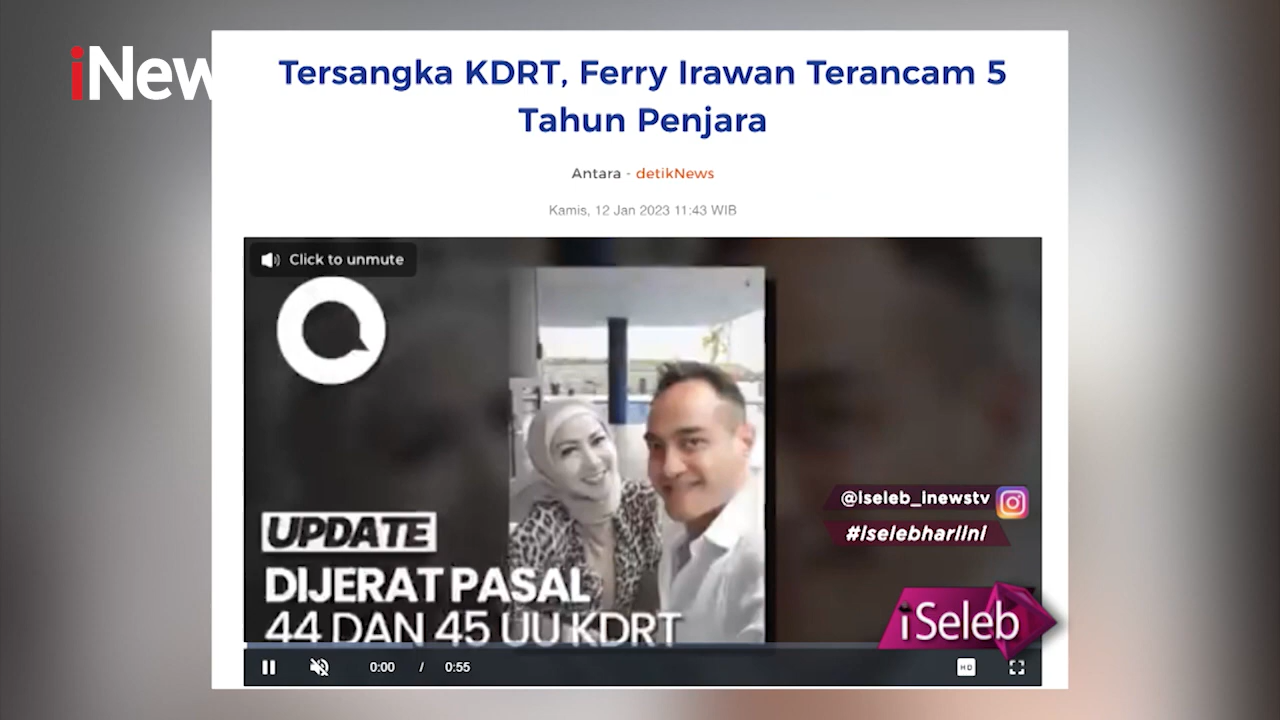 iNew
Tersangka KDRT, Ferry Irawan Terancam 5
Tahun Penjara
Antara - detikNews
Kamis, 12 Jan 2023 11:43 WIB
Click to unmute
@iseleb_inewstv
#iselebhariini
UPDATE
DIJERAT PASAL
44 DAN 45 UU KDRT
iSeleb
0:00 / 0:55
HD